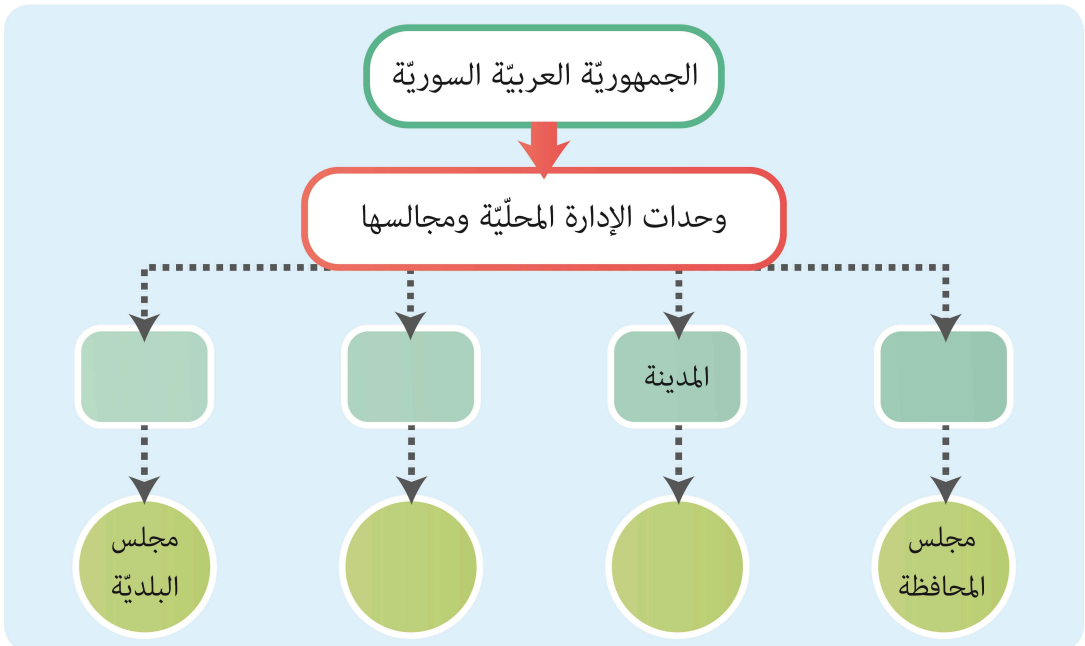 الجمهوريّة العربيّة السوريّة
وحدات الإدارة المحلّيّة ومجالسها
المدينة
مجلس
المحافظة
مجلس
البلديّة